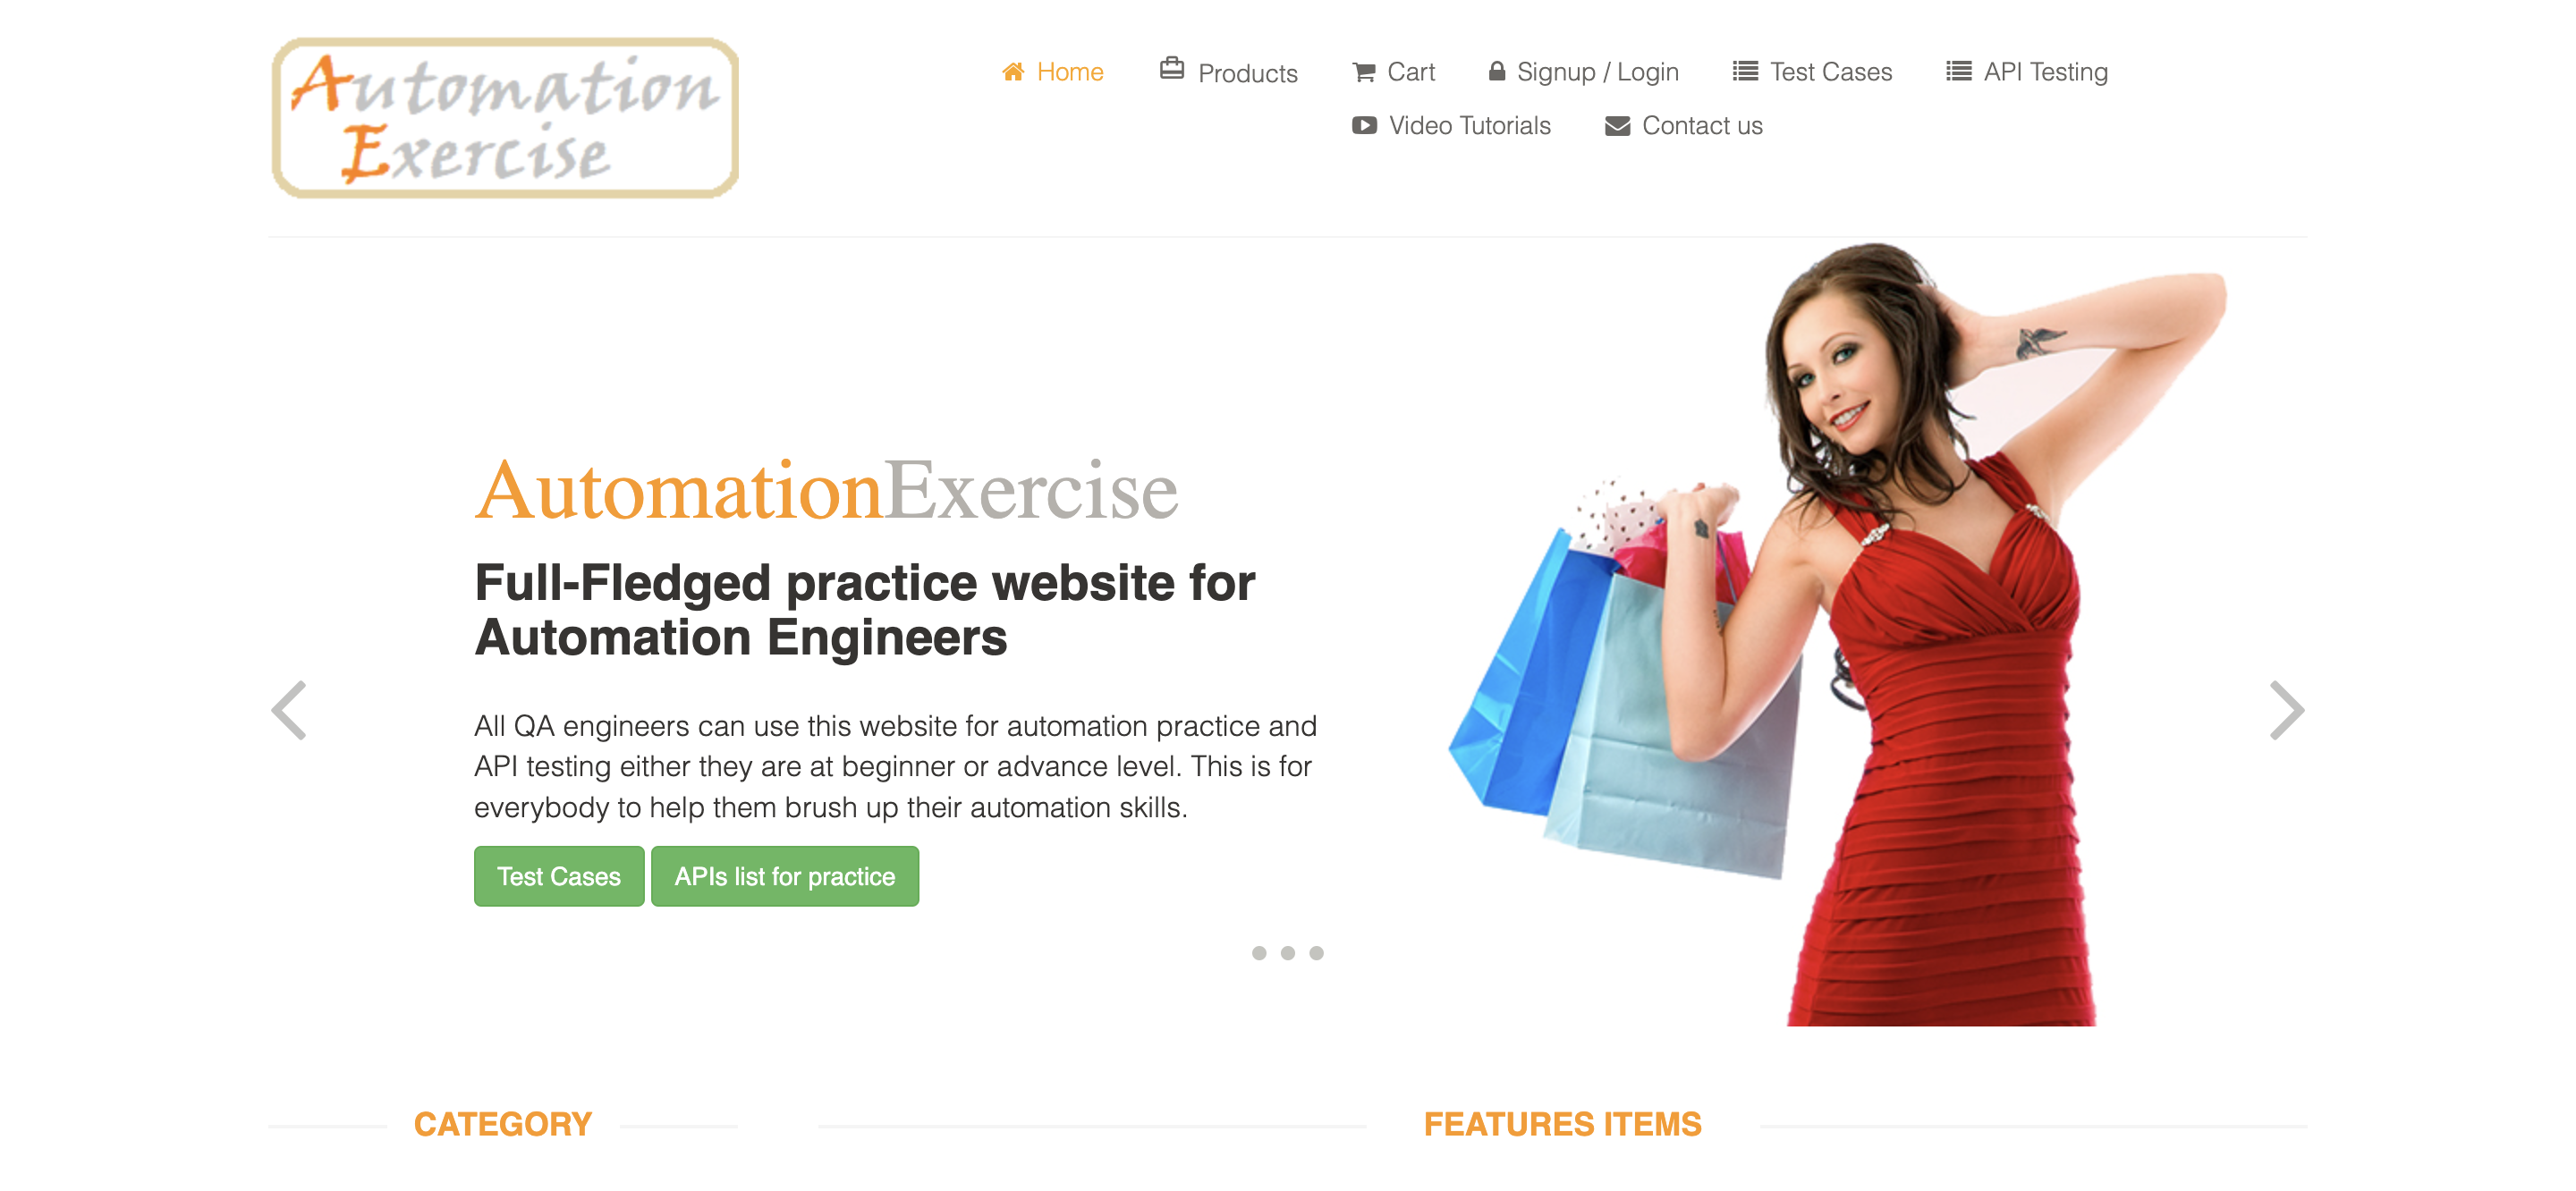 Automation
Exercise
Home Products Cart Signup / Login Test Cases API Testing
Video Tutorials Contact us
AutomationExercise
Full-Fledged practice website for
Automation Engineers
All QA engineers can use this website for automation practice and
API testing either they are at beginner or advance level. This is for
everybody to help them brush up their automation skills.
Test Cases APIs list for practice
CATEGORY FEATURES ITEMS